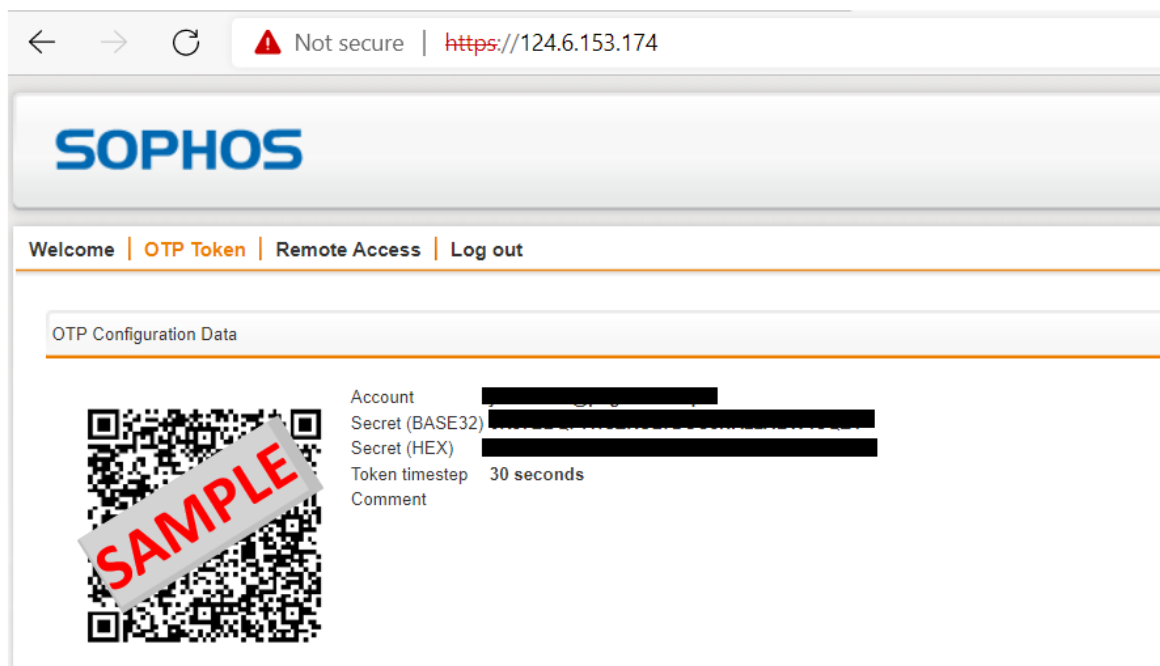 Not secure | https://124.6.153.174
SOPHOS
Welcome | OTP Token | Remote Access | Log out
OTP Configuration Data
SAMPLE
Account
Secret (BASE32)
Secret (HEX)
Token timestep 30 seconds
Comment